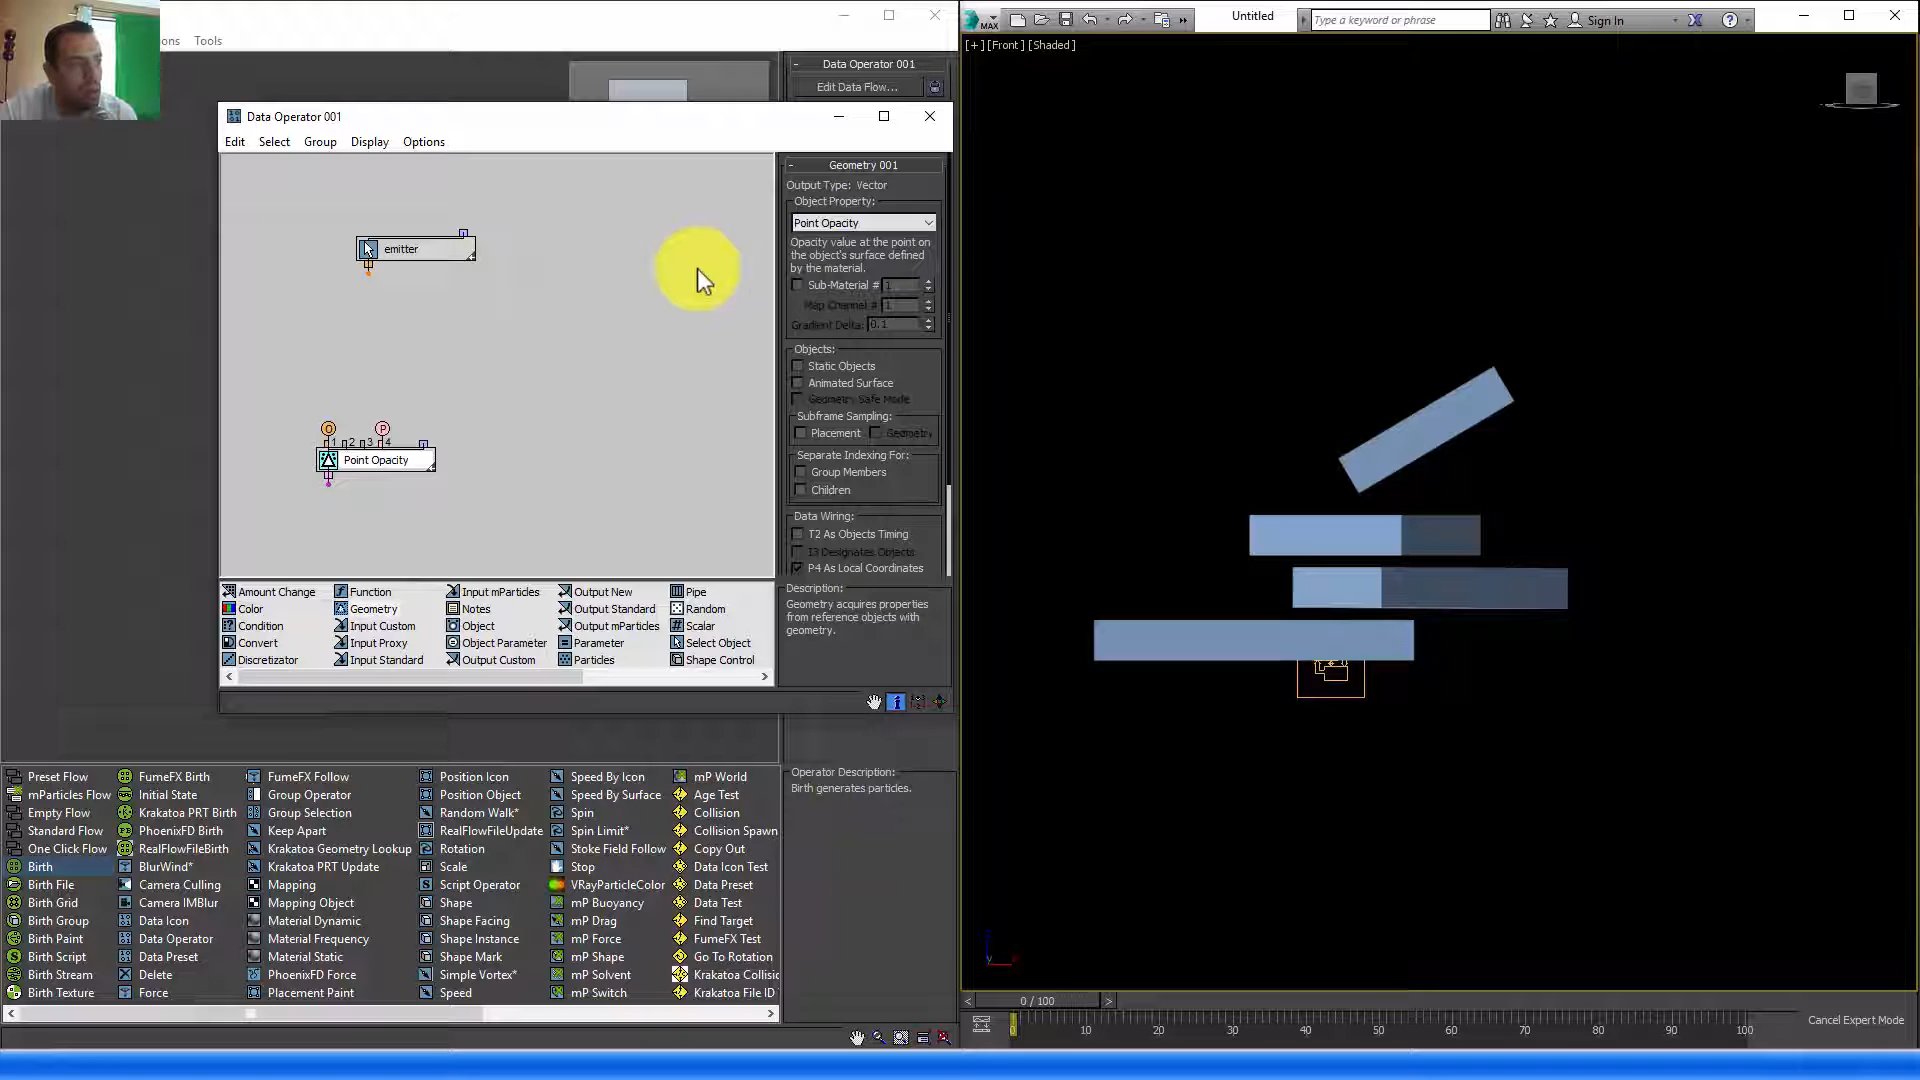 ons Tools
Data Operator 001
Edit Data Flow...
Untitled
Type a keyword or phrase
Sign In
MAX
[+] [Front ] [Shaded ]
Data Operator 001
Edit Select Group Display Options
emitter
O P
1 2 3 4
Point Opacity
Geometry 001
Output Type: Vector
Object Property:
Point Opacity
Opacity value at the point on
the object's surface defined
by the material.
Sub-Material # 1
Map Channel # 1
Gradient Delta: 0.1
Objects:
Static Objects
Animated Surface
Geometry Safe Mode
Subframe Sampling:
Placement Geometry
Separate Indexing For:
Group Members
Children
Data Wiring:
T2 As Objects Timing
I3 Designates Objects
P4 As Local Coordinates
Description:
Geometry acquires properties
from reference objects with
geometry.
Amount Change Function Input mParticles Output New Pipe
Color Geometry Notes Output Standard Random
Condition Input Custom Object Output mParticles Scalar
Convert Input Proxy Object Parameter Parameter Select Object
Discretizator Input Standard Output Custom Particles Shape Control
Preset Flow FumeFX Birth FumeFX Follow Position Icon Speed By Icon mP World
mParticles Flow Initial State Group Operator Position Object Speed By Surface Age Test
Empty Flow Krakatoa PRT Birth Group Selection Random Walk* Spin Collision
Standard Flow PhoenixFD Birth Keep Apart RealFlowFileUpdate Spin Limit* Collision Spawn
One Click Flow RealFlowFileBirth Krakatoa Geometry Lookup Rotation Stoke Field Follow Copy Out
Birth BlurWind* Krakatoa PRT Update Scale Stop Data Icon Test
Birth File Camera Culling Mapping Script Operator VRayParticleColor Data Preset
Birth Grid Camera IMBlur Mapping Object Shape mP Buoyancy Data Test
Birth Group Data Icon Material Dynamic Shape Facing mP Drag Find Target
Birth Paint Data Operator Material Frequency Shape Instance mP Force FumeFX Test
Birth Script Data Preset Material Static Shape Mark mP Shape Go To Rotation
Birth Stream Delete PhoenixFD Force Simple Vortex* mP Solvent Krakatoa Collisic
Birth Texture Force Placement Paint Speed mP Switch Krakatoa File ID
Operator Description:
Birth generates particles.
0 / 100
0 10 20 30 40 50 60 70 80 90 100
Cancel Expert Mode